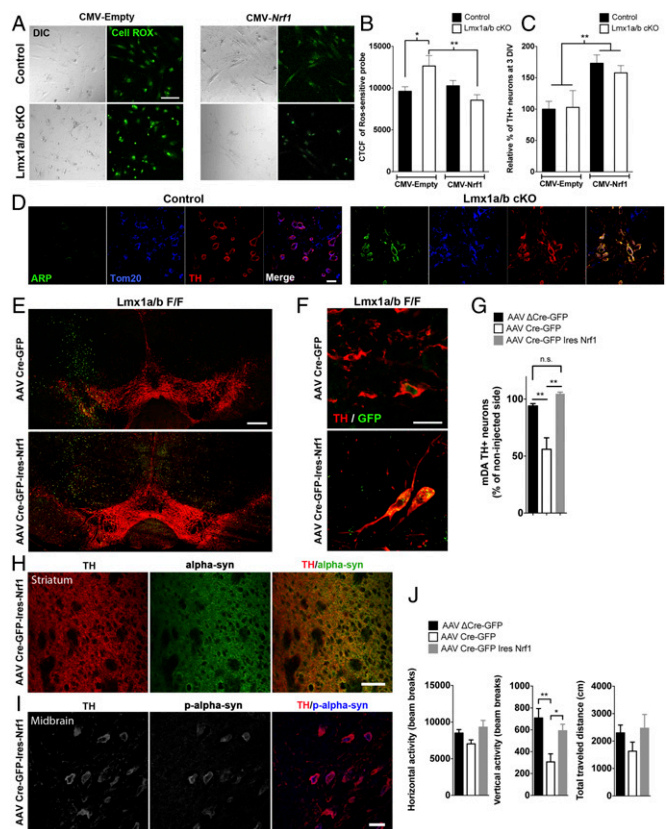 A
CMV-Empty
CMV-Nrf1
DIC
Cell ROX
Control
Lmx1a/b cKO
B
Control
Lmx1a/b cKO
CTCF of Ros-sensitive probe
15000
10000
5000
0
*
**
CMV-Empty
CMV-Nrf1
C
Control
Lmx1a/b cKO
Relative % of TH+ neurons at 3 DIV
200
150
100
50
0
**
CMV-Empty
CMV-Nrf1
D
Control
Lmx1a/b cKO
ARP
Tom20
TH
Merge
E
Lmx1a/b F/F
AAV Cre-GFP
AAV Cre-GFP-Ires-Nrf1
F
Lmx1a/b F/F
AAV Cre-GFP
TH / GFP
AAV Cre-GFP-Ires-Nrf1
G
AAV ΔCre-GFP
AAV Cre-GFP
AAV Cre-GFP Ires Nrf1
n.s.
** **
mDA TH+ neurons
(% of non-injected side)
100
50
0
H
TH
alpha-syn
TH/alpha-syn
AAV Cre-GFP-Ires-Nrf1
Striatum
I
TH
p-alpha-syn
TH/p-alpha-syn
AAV Cre-GFP-Ires-Nrf1
Midbrain
J
AAV ΔCre-GFP
AAV Cre-GFP
AAV Cre-GFP Ires Nrf1
Horizontal activity (beam breaks)
15000
10000
5000
0
Vertical activity (beam breaks)
1000
800
600
400
200
0
**
*
Total traveled distance (cm)
4000
3000
2000
1000
0